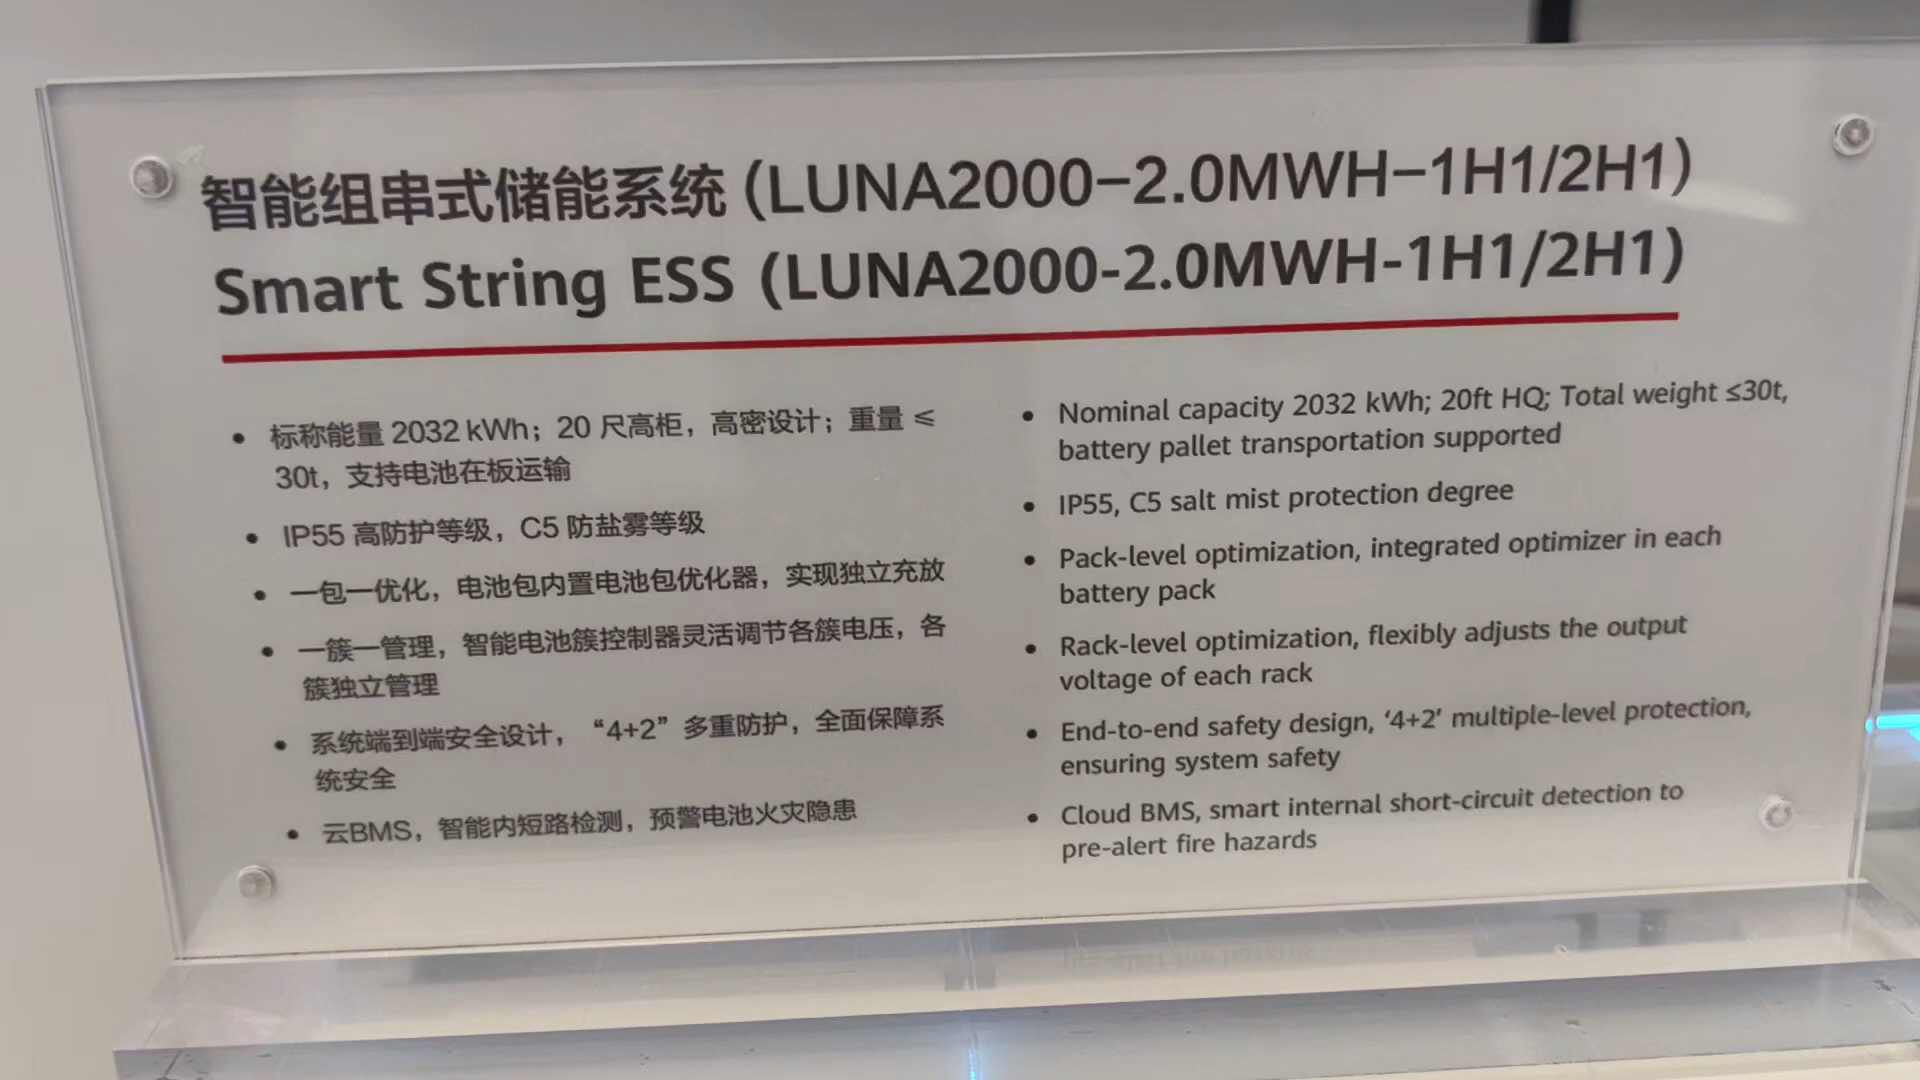 智能组串式储能系统 (LUNA2000-2.0MWH-1H1/2H1)
Smart String ESS (LUNA2000-2.0MWH-1H1/2H1)
• 标称能量 2032 kWh；20 尺高柜，高密设计；重量 ≤
30t，支持电池在板运输
• IP55 高防护等级，C5 防盐雾等级
• 一包一优化，电池包内置电池包优化器，实现独立充放
• 一簇一管理，智能电池簇控制器灵活调节各簇电压，各
簇独立管理
• 系统端到端安全设计，“4+2”多重防护，全面保障系
统安全
• 云BMS，智能内短路检测，预警电池火灾隐患
• Nominal capacity 2032 kWh; 20ft HQ; Total weight ≤30t,
battery pallet transportation supported
• IP55, C5 salt mist protection degree
• Pack-level optimization, integrated optimizer in each
battery pack
• Rack-level optimization, flexibly adjusts the output
voltage of each rack
• End-to-end safety design, ‘4+2’ multiple-level protection,
ensuring system safety
• Cloud BMS, smart internal short-circuit detection to
pre-alert fire hazards